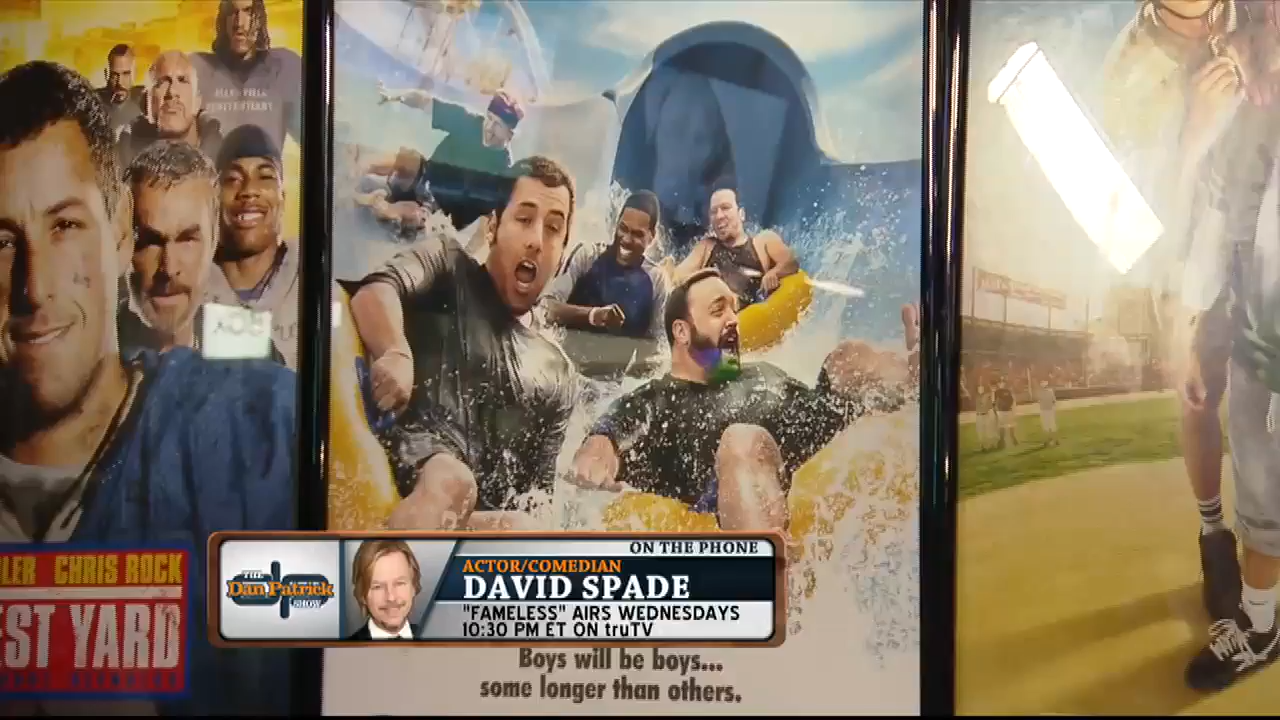 LER CHRIS ROCK
EST YARD
ON THE PHONE
THE
Dan Patrick
SHOW
ACTOR/COMEDIAN
DAVID SPADE
"FAMELESS" AIRS WEDNESDAYS
10:30 PM ET ON truTV
Boys will be boys...
some longer than others.